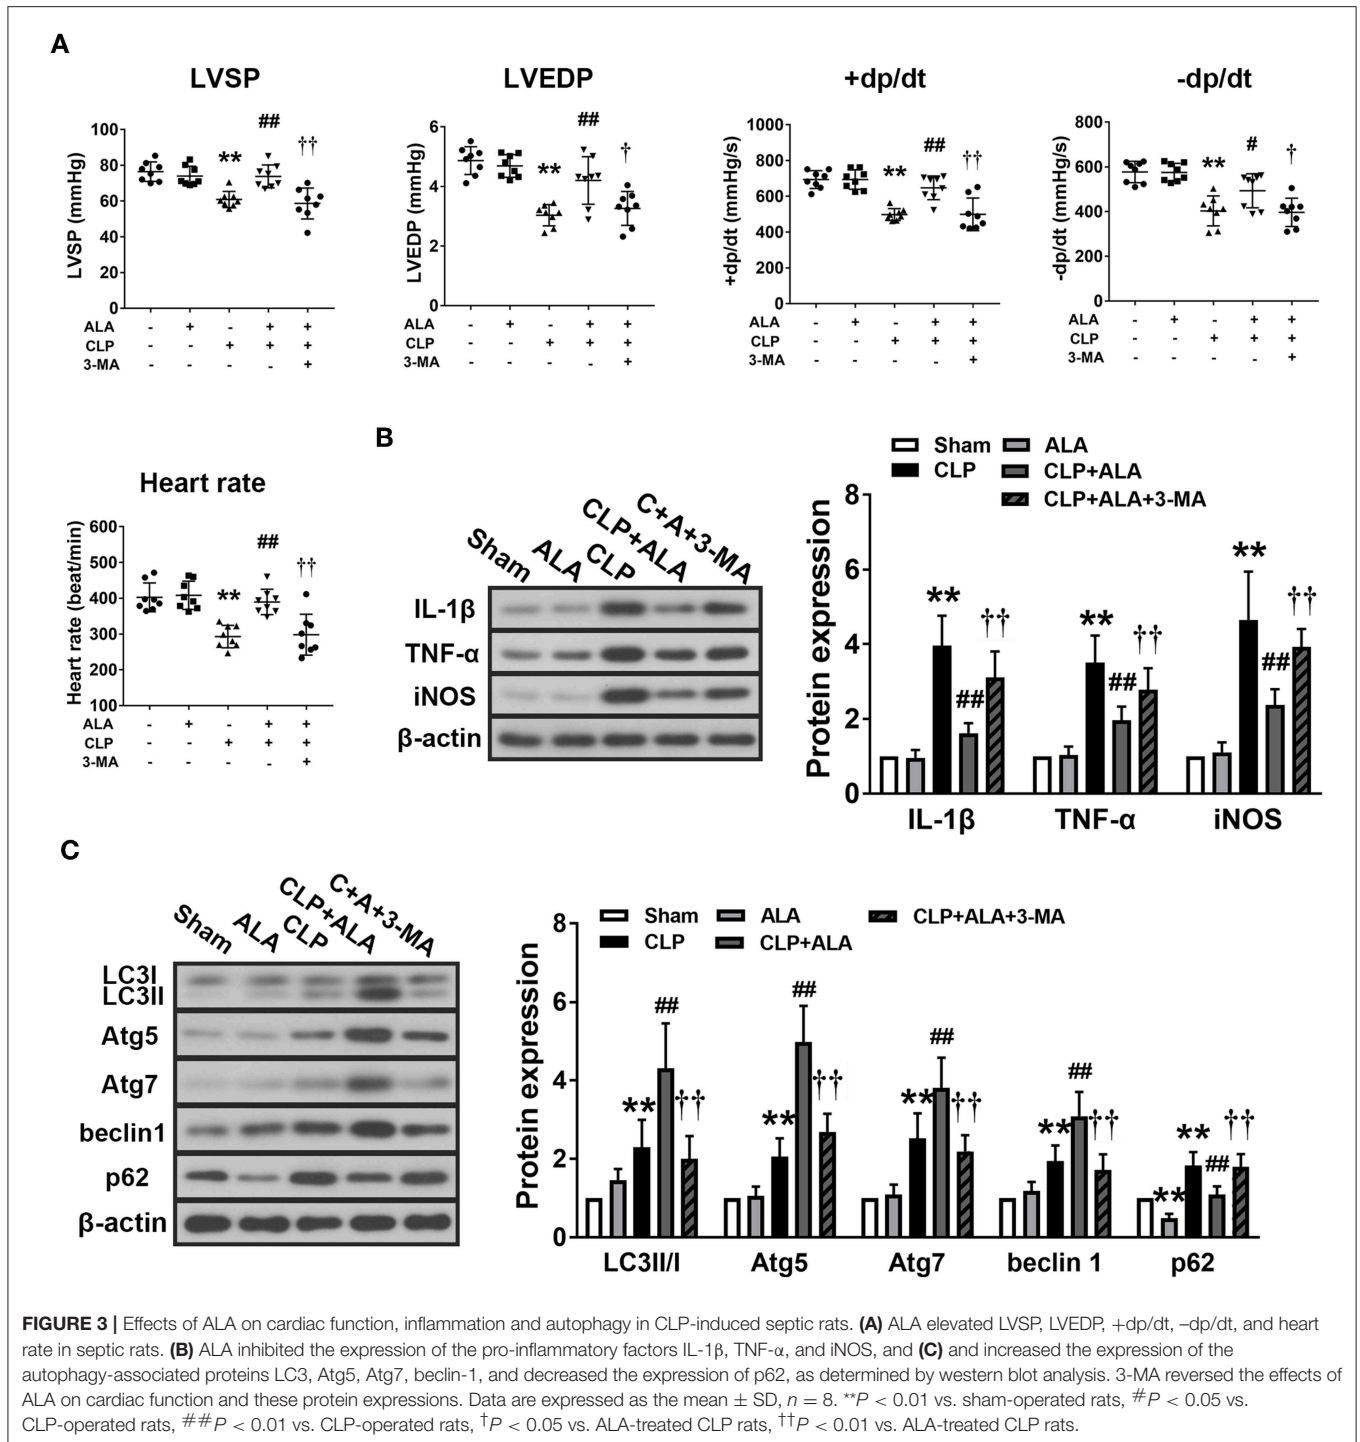 A
LVSP
LVSP (mmHg)
100
80
60
40
20
0
**
##
††
ALA - + - + +
CLP - - + + +
3-MA - - - - +
LVEDP
LVEDP (mmHg)
6
4
2
0
**
##
†
ALA - + - + +
CLP - - + + +
3-MA - - - - +
+dp/dt
+dp/dt (mmHg/s)
1000
800
600
400
200
0
**
##
††
ALA - + - + +
CLP - - + + +
3-MA - - - - +
-dp/dt
-dp/dt (mmHg/s)
800
600
400
200
0
**
#
†
ALA - + - + +
CLP - - + + +
3-MA - - - - +
Heart rate
Heart rate (beat/min)
600
500
400
300
200
100
**
##
††
ALA - + - + +
CLP - - + + +
3-MA - - - - +
B
Sham ALA CLP CLP+ALA C+A+3-MA
IL-1β
TNF-α
iNOS
β-actin
Sham ALA
CLP CLP+ALA
CLP+ALA+3-MA
Protein expression
8
6
4
2
0
** ## ††
** ## ††
** ## ††
IL-1β TNF-α iNOS
C
Sham ALA CLP CLP+ALA C+A+3-MA
LC3I
LC3II
Atg5
Atg7
beclin1
p62
β-actin
Sham ALA CLP+ALA+3-MA
CLP CLP+ALA
Protein expression
8
6
4
2
0
** ## ††
** ## ††
** ## ††
** ## ††
** ** ## ††
LC3II/I Atg5 Atg7 beclin 1 p62
FIGURE 3 | Effects of ALA on cardiac function, inflammation and autophagy in CLP-induced septic rats. (A) ALA elevated LVSP, LVEDP, +dp/dt, –dp/dt, and heart
rate in septic rats. (B) ALA inhibited the expression of the pro-inflammatory factors IL-1β, TNF-α, and iNOS, and (C) and increased the expression of the
autophagy-associated proteins LC3, Atg5, Atg7, beclin-1, and decreased the expression of p62, as determined by western blot analysis. 3-MA reversed the effects of
ALA on cardiac function and these protein expressions. Data are expressed as the mean ± SD, n = 8. **P < 0.01 vs. sham-operated rats, #P < 0.05 vs.
CLP-operated rats, ##P < 0.01 vs. CLP-operated rats, †P < 0.05 vs. ALA-treated CLP rats, ††P < 0.01 vs. ALA-treated CLP rats.